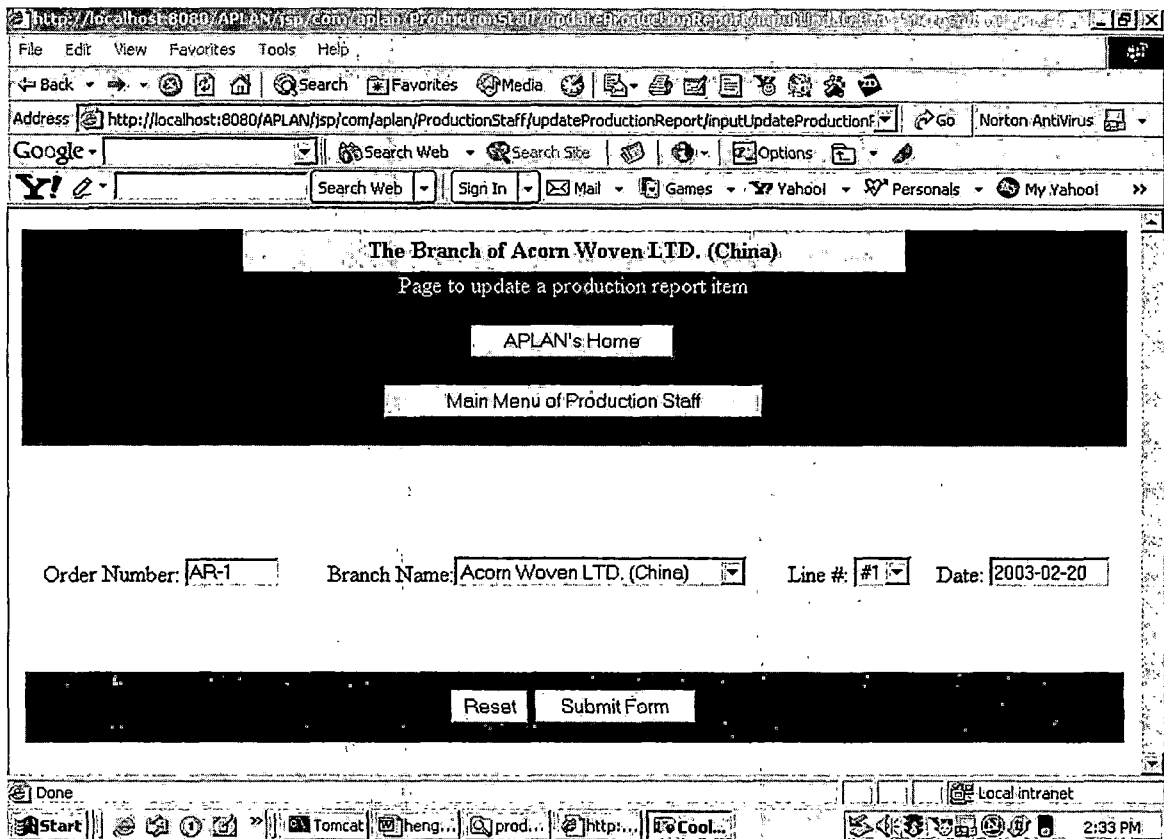 http://localhost:8080/APLAN/jsp/com/aplan/ProductionStaff/updateProductionReport/
File Edit View Favorites Tools Help
Back Search Favorites Media
Address http://localhost:8080/APLAN/jsp/com/aplan/ProductionStaff/updateProductionReport/inputUpdateProductionF Go Norton AntiVirus
Google Search Web Search Site Options
Y! Search Web Sign In Mail Games Yahoo! Personals My Yahoo! »
The Branch of Acorn Woven LTD. (China)
Page to update a production report item
APLAN's Home
Main Menu of Production Staff
Order Number: AR-1 Branch Name: Acorn Woven LTD. (China) Line #: #1 Date: 2003-02-20
Reset Submit Form
Done Local intranet
Start » Tomcat heng... prod... http:... Cool... 2:33 PM